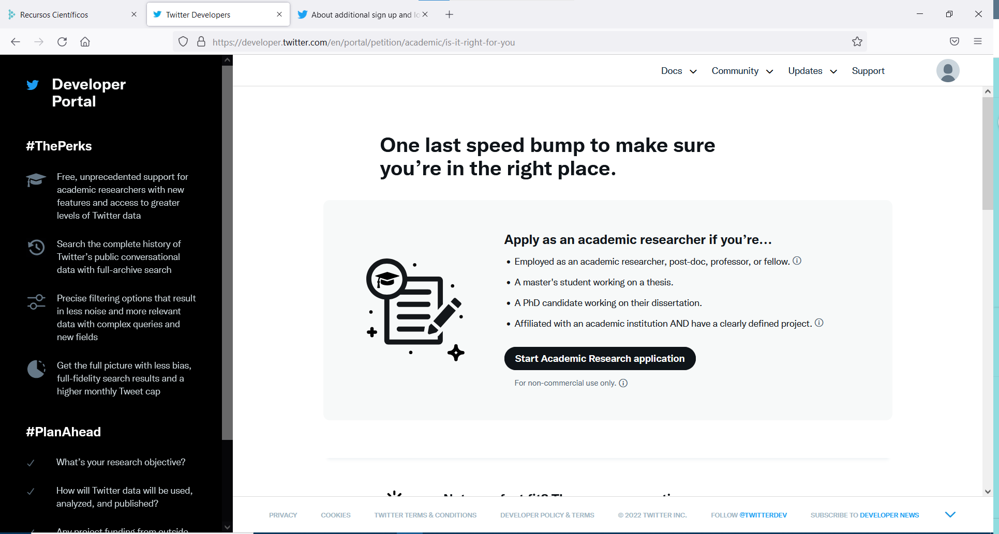 Recursos Científicos
Twitter Developers
About additional sign up and lo
https://developer.twitter.com/en/portal/petition/academic/is-it-right-for-you
Developer
Portal
#ThePerks
Free, unprecedented support for
academic researchers with new
features and access to greater
levels of Twitter data
Search the complete history of
Twitter's public conversational
data with full-archive search
Precise filtering options that result
in less noise and more relevant
data with complex queries and
new fields
Get the full picture with less bias,
full-fidelity search results and a
higher monthly Tweet cap
#PlanAhead
What's your research objective?
How will Twitter data will be used,
analyzed, and published?
Any project funding from outside
Docs Community Updates Support
One last speed bump to make sure
you're in the right place.
Apply as an academic researcher if you're...
• Employed as an academic researcher, post-doc, professor, or fellow.
• A master's student working on a thesis.
• A PhD candidate working on their dissertation.
• Affiliated with an academic institution AND have a clearly defined project.
Start Academic Research application
For non-commercial use only.
PRIVACY COOKIES TWITTER TERMS & CONDITIONS DEVELOPER POLICY & TERMS © 2022 TWITTER INC. FOLLOW @TWITTERDEV SUBSCRIBE TO DEVELOPER NEWS